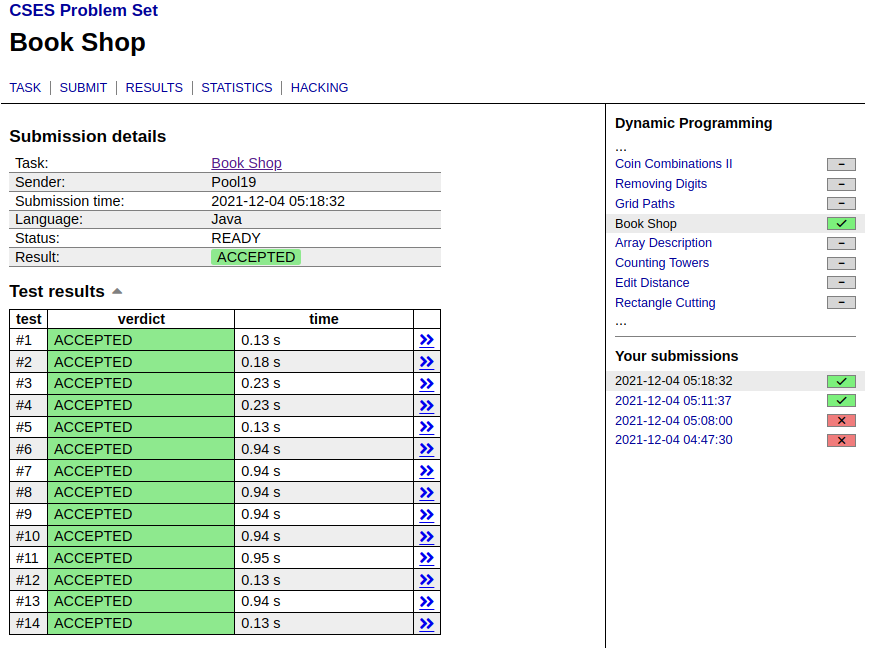 CSES Problem Set
Book Shop
TASK | SUBMIT | RESULTS | STATISTICS | HACKING
Submission details
Task: Book Shop
Sender: Pool19
Submission time: 2021-12-04 05:18:32
Language: Java
Status: READY
Result: ACCEPTED
Test results
test verdict time
#1 ACCEPTED 0.13 s >>
#2 ACCEPTED 0.18 s >>
#3 ACCEPTED 0.23 s >>
#4 ACCEPTED 0.23 s >>
#5 ACCEPTED 0.13 s >>
#6 ACCEPTED 0.94 s >>
#7 ACCEPTED 0.94 s >>
#8 ACCEPTED 0.94 s >>
#9 ACCEPTED 0.94 s >>
#10 ACCEPTED 0.94 s >>
#11 ACCEPTED 0.95 s >>
#12 ACCEPTED 0.13 s >>
#13 ACCEPTED 0.94 s >>
#14 ACCEPTED 0.13 s >>
Dynamic Programming
...
Coin Combinations II –
Removing Digits –
Grid Paths –
Book Shop ✓
Array Description –
Counting Towers –
Edit Distance –
Rectangle Cutting –
...
Your submissions
2021-12-04 05:18:32 ✓
2021-12-04 05:11:37 ✓
2021-12-04 05:08:00 ×
2021-12-04 04:47:30 ×